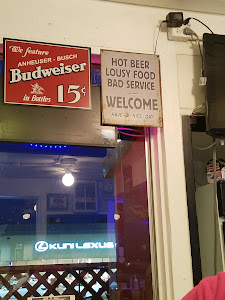 We feature
ANHEUSER-BUSCH
Budweiser
in Bottles
15¢
HOT BEER
LOUSY FOOD
BAD SERVICE
WELCOME
HAVE A NICE DAY
KUNI LEXUS